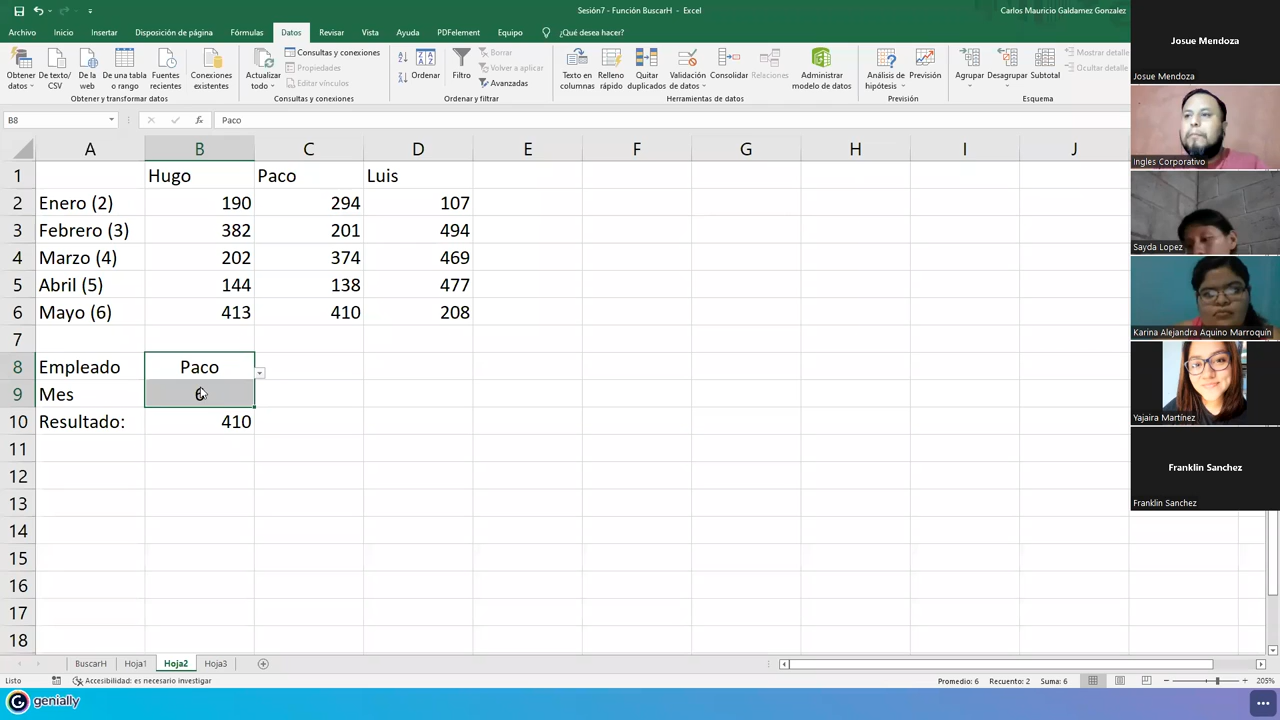 Sesión7 - Función BuscarH - Excel
Carlos Mauricio Galdamez Gonzalez
Archivo Inicio Insertar Disposición de página Fórmulas Datos Revisar Vista Ayuda PDFelement Equipo ¿Qué desea hacer?
Obtener datos
De texto/CSV
De la web
De una tabla o rango
Fuentes recientes
Conexiones existentes
Obtener y transformar datos
Actualizar todo
Consultas y conexiones
Propiedades
Editar vínculos
Consultas y conexiones
Ordenar
Filtro
Borrar
Volver a aplicar
Avanzadas
Ordenar y filtrar
Texto en columnas
Relleno rápido
Quitar duplicados
Validación de datos
Consolidar
Relaciones
Administrar modelo de datos
Herramientas de datos
Análisis de hipótesis
Previsión
Previsión
Agrupar
Desagrupar
Subtotal
Mostrar detalle
Ocultar detalle
Esquema
B8 fx Paco
A B C D E F G H I J
1 Hugo Paco Luis
2 Enero (2) 190 294 107
3 Febrero (3) 382 201 494
4 Marzo (4) 202 374 469
5 Abril (5) 144 138 477
6 Mayo (6) 413 410 208
7
8 Empleado Paco
9 Mes 6
10 Resultado: 410
11
12
13
14
15
16
17
18
BuscarH Hoja1 Hoja2 Hoja3
Listo Accesibilidad: es necesario investigar Promedio: 6 Recuento: 2 Suma: 6 205%
genially
Josue Mendoza
Josue Mendoza
Ingles Corporativo
Sayda Lopez
Karina Alejandra Aquino Marroquín
Yajaira Martínez
Franklin Sanchez
Franklin Sanchez